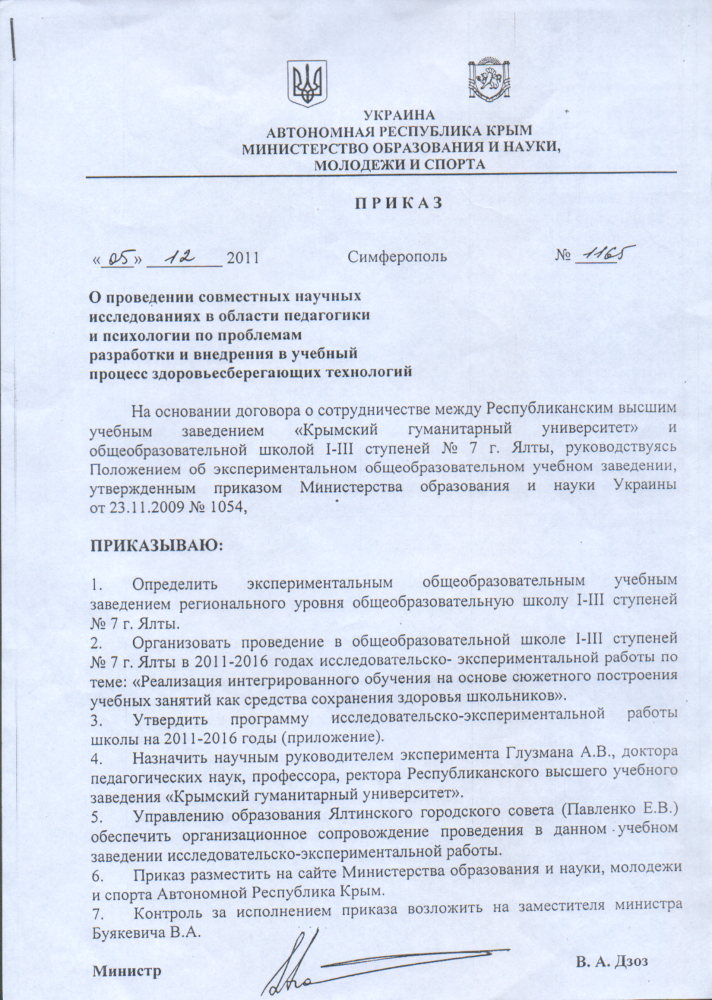 УКРАИНА
АВТОНОМНАЯ РЕСПУБЛИКА КРЫМ
МИНИСТЕРСТВО ОБРАЗОВАНИЯ И НАУКИ,
МОЛОДЕЖИ И СПОРТА
П Р И К А З
«05» 12 2011 Симферополь № 1165
О проведении совместных научных
исследованиях в области педагогики
и психологии по проблемам
разработки и внедрения в учебный
процесс здоровьесберегающих технологий
На основании договора о сотрудничестве между Республиканским высшим
учебным заведением «Крымский гуманитарный университет» и
общеобразовательной школой I-III ступеней № 7 г. Ялты, руководствуясь
Положением об экспериментальном общеобразовательном учебном заведении,
утвержденным приказом Министерства образования и науки Украины
от 23.11.2009 № 1054,
ПРИКАЗЫВАЮ:
1. Определить экспериментальным общеобразовательным учебным
заведением регионального уровня общеобразовательную школу I-III ступеней
№ 7 г. Ялты.
2. Организовать проведение в общеобразовательной школе I-III ступеней
№ 7 г. Ялты в 2011-2016 годах исследовательско- экспериментальной работы по
теме: «Реализация интегрированного обучения на основе сюжетного построения
учебных занятий как средства сохранения здоровья школьников».
3. Утвердить программу исследовательско-экспериментальной работы
школы на 2011-2016 годы (приложение).
4. Назначить научным руководителем эксперимента Глузмана А.В., доктора
педагогических наук, профессора, ректора Республиканского высшего учебного
заведения «Крымский гуманитарный университет».
5. Управлению образования Ялтинского городского совета (Павленко Е.В.)
обеспечить организационное сопровождение проведения в данном учебном
заведении исследовательско-экспериментальной работы.
6. Приказ разместить на сайте Министерства образования и науки, молодежи
и спорта Автономной Республика Крым.
7. Контроль за исполнением приказа возложить на заместителя министра
Буякевича В.А.
Министр В. А. Дзоз